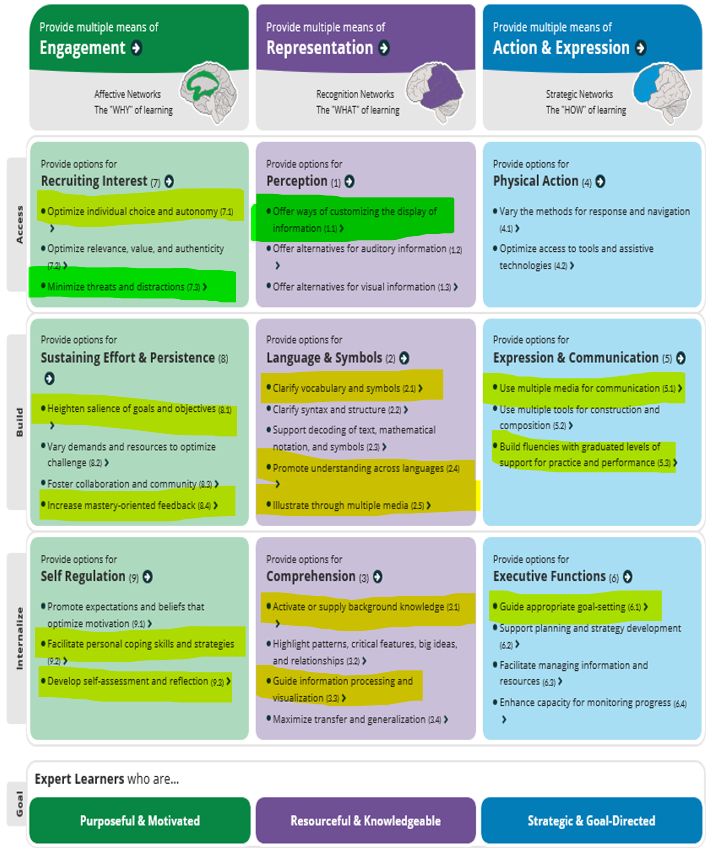 Provide multiple means of
Engagement
Affective Networks
The "WHY" of learning
Provide multiple means of
Representation
Recognition Networks
The "WHAT" of learning
Provide multiple means of
Action & Expression
Strategic Networks
The "HOW" of learning
Access
Provide options for
Recruiting Interest (7)
• Optimize individual choice and autonomy (7.1) ›
• Optimize relevance, value, and authenticity
(7.2) ›
• Minimize threats and distractions (7.3) ›
Provide options for
Perception (1)
• Offer ways of customizing the display of
information (1.1) ›
• Offer alternatives for auditory information (1.2)
›
• Offer alternatives for visual information (1.3) ›
Provide options for
Physical Action (4)
• Vary the methods for response and navigation
(4.1) ›
• Optimize access to tools and assistive
technologies (4.2) ›
Build
Provide options for
Sustaining Effort & Persistence (8)
• Heighten salience of goals and objectives (8.1)
›
• Vary demands and resources to optimize
challenge (8.2) ›
• Foster collaboration and community (8.3) ›
• Increase mastery-oriented feedback (8.4) ›
Provide options for
Language & Symbols (2)
• Clarify vocabulary and symbols (2.1) ›
• Clarify syntax and structure (2.2) ›
• Support decoding of text, mathematical
notation, and symbols (2.3) ›
• Promote understanding across languages (2.4)
›
• Illustrate through multiple media (2.5) ›
Provide options for
Expression & Communication (5)
• Use multiple media for communication (5.1) ›
• Use multiple tools for construction and
composition (5.2) ›
• Build fluencies with graduated levels of
support for practice and performance (5.3) ›
Internalize
Provide options for
Self Regulation (9)
• Promote expectations and beliefs that
optimize motivation (9.1) ›
• Facilitate personal coping skills and strategies
(9.2) ›
• Develop self-assessment and reflection (9.3) ›
Provide options for
Comprehension (3)
• Activate or supply background knowledge (3.1)
›
• Highlight patterns, critical features, big ideas,
and relationships (3.2) ›
• Guide information processing and
visualization (3.3) ›
• Maximize transfer and generalization (3.4) ›
Provide options for
Executive Functions (6)
• Guide appropriate goal-setting (6.1) ›
• Support planning and strategy development
(6.2) ›
• Facilitate managing information and
resources (6.3) ›
• Enhance capacity for monitoring progress (6.4)
›
Goal
Expert Learners who are...
Purposeful & Motivated
Resourceful & Knowledgeable
Strategic & Goal-Directed